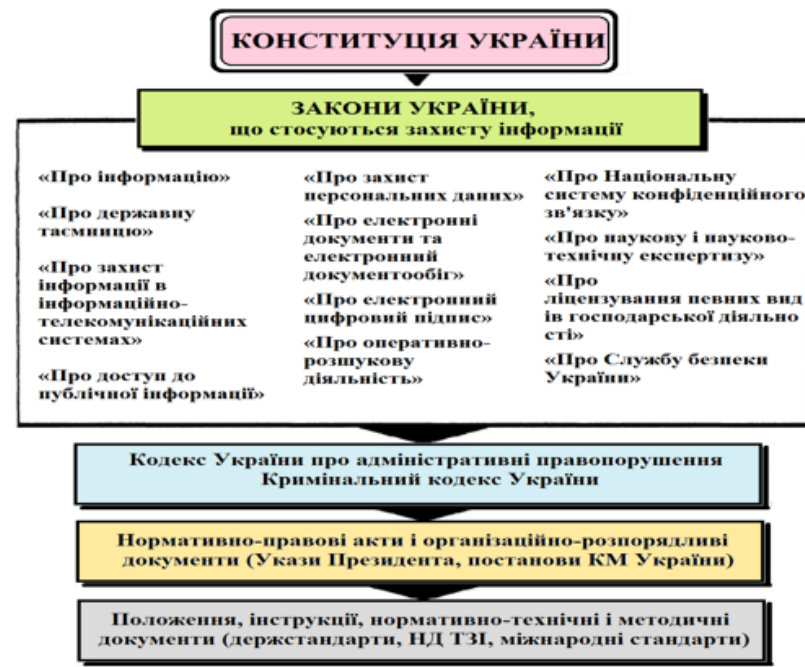 КОНСТИТУЦІЯ УКРАЇНИ
ЗАКОНИ УКРАЇНИ,
що стосуються захисту інформації
«Про інформацію»
«Про державну
таємницю»
«Про захист
інформації в
інформаційно-
телекомунікаційних
системах»
«Про доступ до
публічної інформації»
«Про захист
персональних даних»
«Про електронні
документи та
електронний
документообіг»
«Про електронний
цифровий підпис»
«Про оперативно-
розшукову
діяльність»
«Про Національну
систему конфіденційного
зв'язку»
«Про наукову і науково-
технічну експертизу»
«Про
ліцензування певних вид
ів господарської діяльно
сті»
«Про Службу безпеки
України»
Кодекс України про адміністративні правопорушення
Кримінальний кодекс України
Нормативно-правові акти і організаційно-розпорядливі
документи (Укази Президента, постанови КМ України)
Положення, інструкції, нормативно-технічні і методичні
документи (держстандарти, НД ТЗІ, міжнародні стандарти)